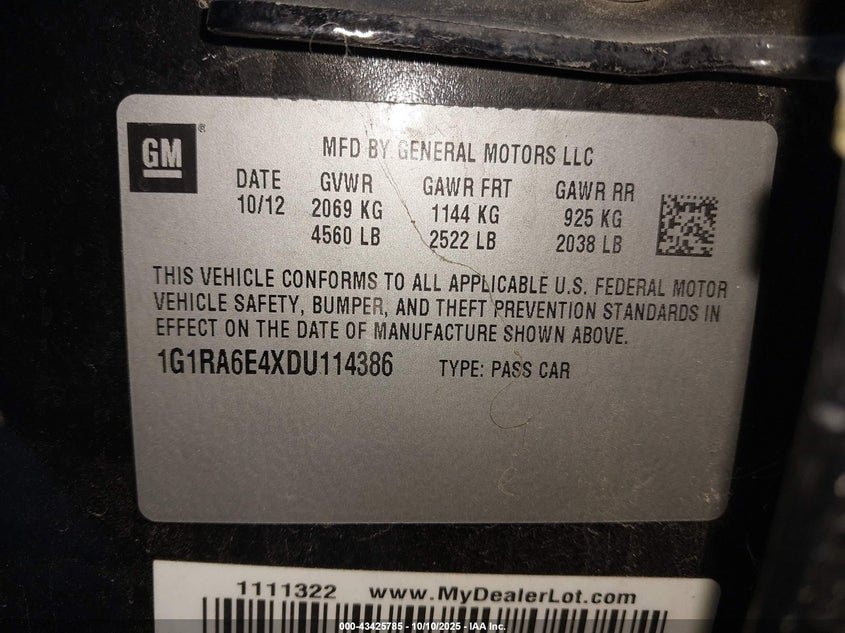 GM ®
MFD BY GENERAL MOTORS LLC
DATE GVWR GAWR FRT GAWR RR
10/12 2069 KG 1144 KG 925 KG
4560 LB 2522 LB 2038 LB
THIS VEHICLE CONFORMS TO ALL APPLICABLE U.S. FEDERAL MOTOR
VEHICLE SAFETY, BUMPER, AND THEFT PREVENTION STANDARDS IN
EFFECT ON THE DATE OF MANUFACTURE SHOWN ABOVE.
1G1RA6E4XDU114386 TYPE: PASS CAR
1111322 www.MyDealerLot.com
000-43425785 - 10/10/2025 - IAA Inc.